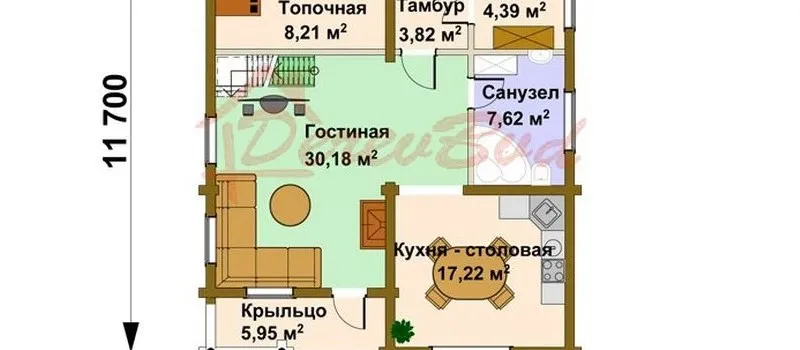 Топочная
8,21 м²
Тамбур
3,82 м²
4,39 м²
11 700
Санузел
7,62 м²
Гостиная
30,18 м²
DerevBud
Кухня - столовая
17,22 м²
Крыльцо
5,95 м²